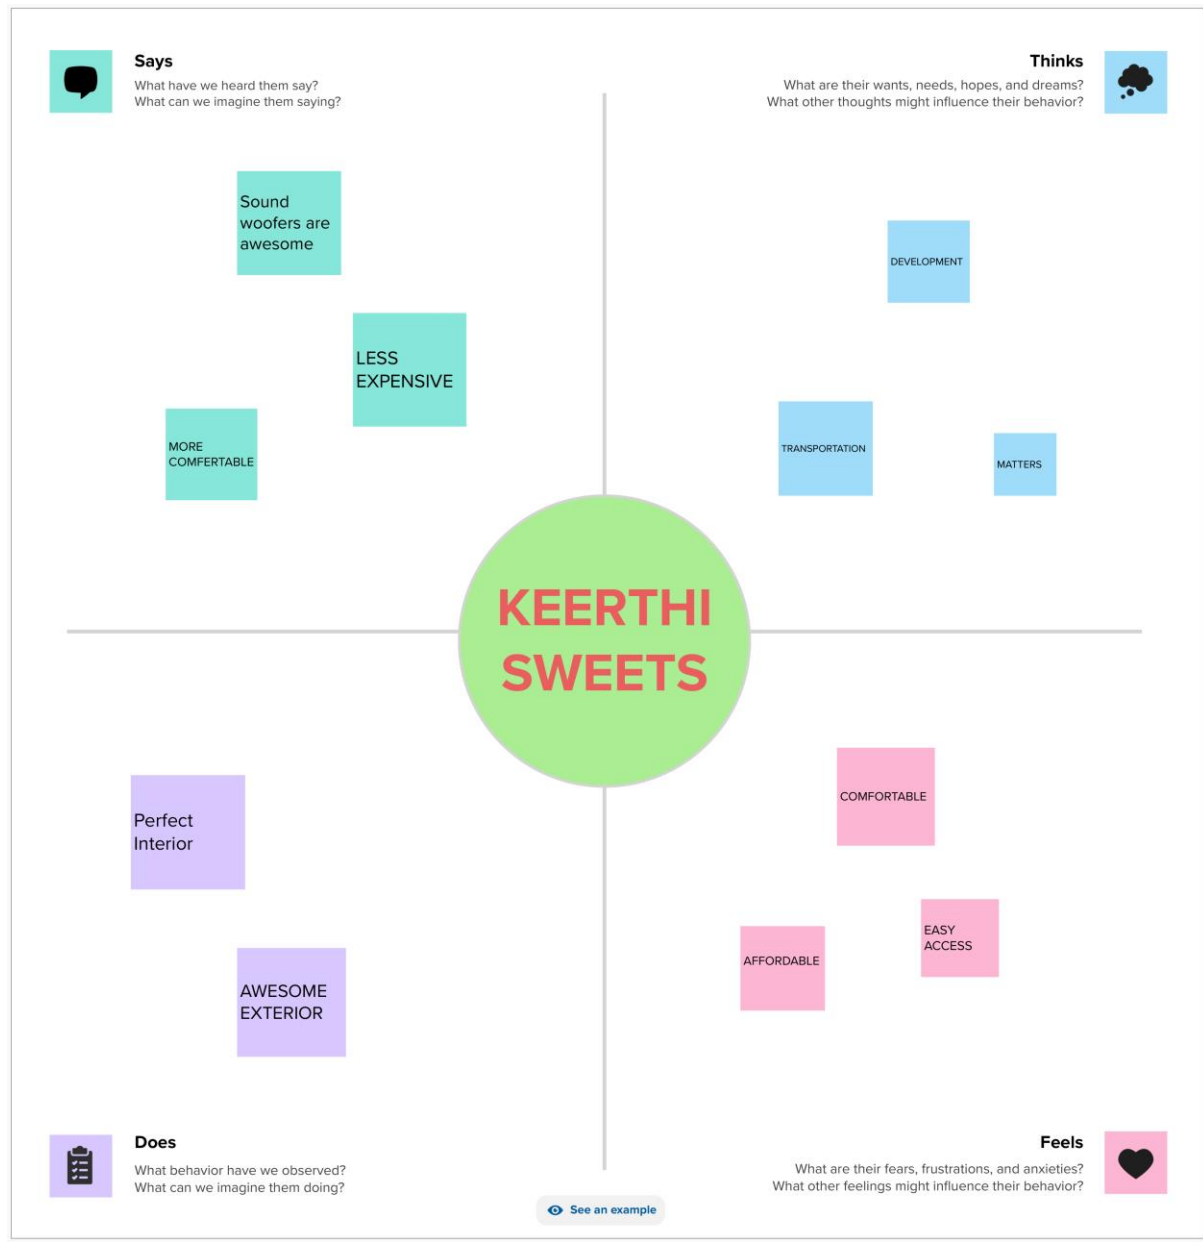 Says
What have we heard them say?
What can we imagine them saying?
Thinks
What are their wants, needs, hopes, and dreams?
What other thoughts might influence their behavior?
Sound
woofers are
awesome
LESS
EXPENSIVE
MORE
COMFERTABLE
DEVELOPMENT
TRANSPORTATION
MATTERS
KEERTHI
SWEETS
Perfect
Interior
AWESOME
EXTERIOR
COMFORTABLE
EASY
ACCESS
AFFORDABLE
Does
What behavior have we observed?
What can we imagine them doing?
Feels
What are their fears, frustrations, and anxieties?
What other feelings might influence their behavior?
See an example